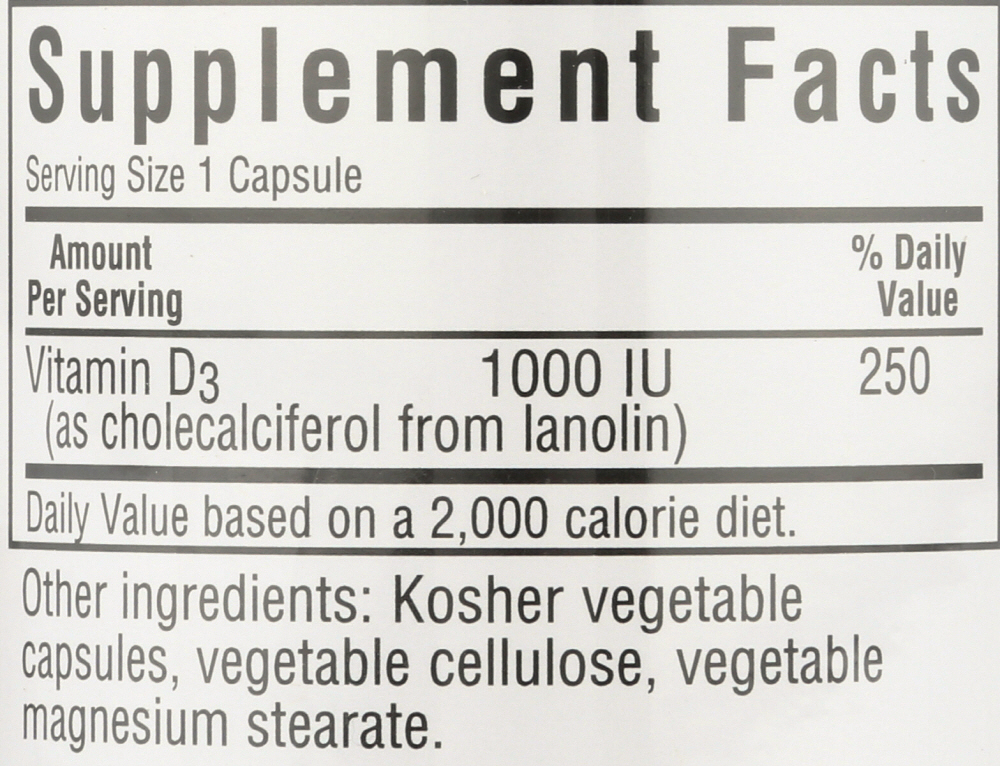 Supplement Facts
Serving Size 1 Capsule
Amount
Per Serving
% Daily
Value
Vitamin D3 1000 IU 250
(as cholecalciferol from lanolin)
Daily Value based on a 2,000 calorie diet.
Other ingredients: Kosher vegetable
capsules, vegetable cellulose, vegetable
magnesium stearate.